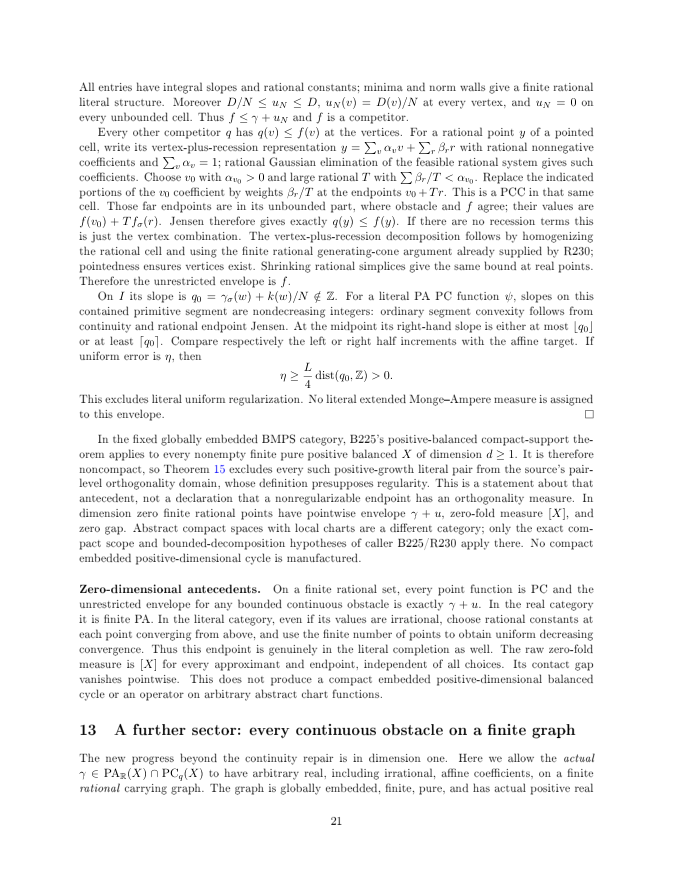 All entries have integral slopes and rational constants; minima and norm walls give a finite rational
literal structure. Moreover D/N ≤ u_N ≤ D, u_N(v) = D(v)/N at every vertex, and u_N = 0 on
every unbounded cell. Thus f ≤ γ + u_N and f is a competitor.
Every other competitor q has q(v) ≤ f(v) at the vertices. For a rational point y of a pointed
cell, write its vertex-plus-recession representation y = ∑_v α_v v + ∑_r β_r r with rational nonnegative
coefficients and ∑_v α_v = 1; rational Gaussian elimination of the feasible rational system gives such
coefficients. Choose v0 with α_{v_0} > 0 and large rational T with ∑ β_r/T < α_{v_0}. Replace the indicated
portions of the v0 coefficient by weights β_r/T at the endpoints v_0 + Tr. This is a PCC in that same
cell. Those far endpoints are in its unbounded part, where obstacle and f agree; their values are
f(v_0) + T f_σ(r). Jensen therefore gives exactly q(y) ≤ f(y). If there are no recession terms this
is just the vertex combination. The vertex-plus-recession decomposition follows by homogenizing
the rational cell and using the finite rational generating-cone argument already supplied by R230;
pointedness ensures vertices exist. Shrinking rational simplices give the same bound at real points.
Therefore the unrestricted envelope is f.
On I its slope is q_0 = γ_σ(w) + k(w)/N ∉ ℤ. For a literal PA PC function ψ, slopes on this
contained primitive segment are nondecreasing integers: ordinary segment convexity follows from
continuity and rational endpoint Jensen. At the midpoint its right-hand slope is either at most ⌊q_0⌋
or at least ⌈q_0⌉. Compare respectively the left or right half increments with the affine target. If
uniform error is η, then
η ≥ L/4 dist(q_0, ℤ) > 0.
This excludes literal uniform regularization. No literal extended Monge–Ampere measure is assigned
to this envelope. □
In the fixed globally embedded BMPS category, B225's positive-balanced compact-support the-
orem applies to every nonempty finite pure positive balanced X of dimension d ≥ 1. It is therefore
noncompact, so Theorem 15 excludes every such positive-growth literal pair from the source's pair-
level orthogonality domain, whose definition presupposes regularity. This is a statement about that
antecedent, not a declaration that a nonregularizable endpoint has an orthogonality measure. In
dimension zero finite rational points have pointwise envelope γ + u, zero-fold measure [X], and
zero gap. Abstract compact spaces with local charts are a different category; only the exact com-
pact scope and bounded-decomposition hypotheses of caller B225/R230 apply there. No compact
embedded positive-dimensional cycle is manufactured.
Zero-dimensional antecedents. On a finite rational set, every point function is PC and the
unrestricted envelope for any bounded continuous obstacle is exactly γ + u. In the real category
it is finite PA. In the literal category, even if its values are irrational, choose rational constants at
each point converging from above, and use the finite number of points to obtain uniform decreasing
convergence. Thus this endpoint is genuinely in the literal completion as well. The raw zero-fold
measure is [X] for every approximant and endpoint, independent of all choices. Its contact gap
vanishes pointwise. This does not produce a compact embedded positive-dimensional balanced
cycle or an operator on arbitrary abstract chart functions.
13 A further sector: every continuous obstacle on a finite graph
The new progress beyond the continuity repair is in dimension one. Here we allow the actual
γ ∈ PA_ℝ(X) ∩ PC_q(X) to have arbitrary real, including irrational, affine coefficients, on a finite
rational carrying graph. The graph is globally embedded, finite, pure, and has actual positive real
21